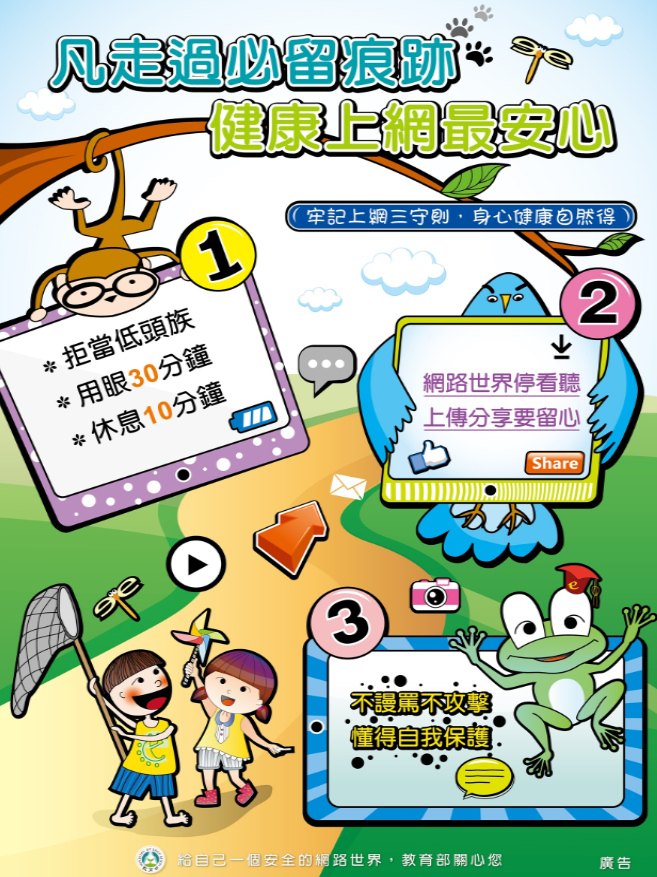 凡走過必留痕跡
健康上網最安心
牢記上網三守則，身心健康自然得
1
* 拒當低頭族
* 用眼30分鐘
* 休息10分鐘
2
網路世界停看聽
上傳分享要留心
Share
3
e
不謾罵不攻擊
懂得自我保護
給自己一個安全的網路世界，教育部關心您
廣告